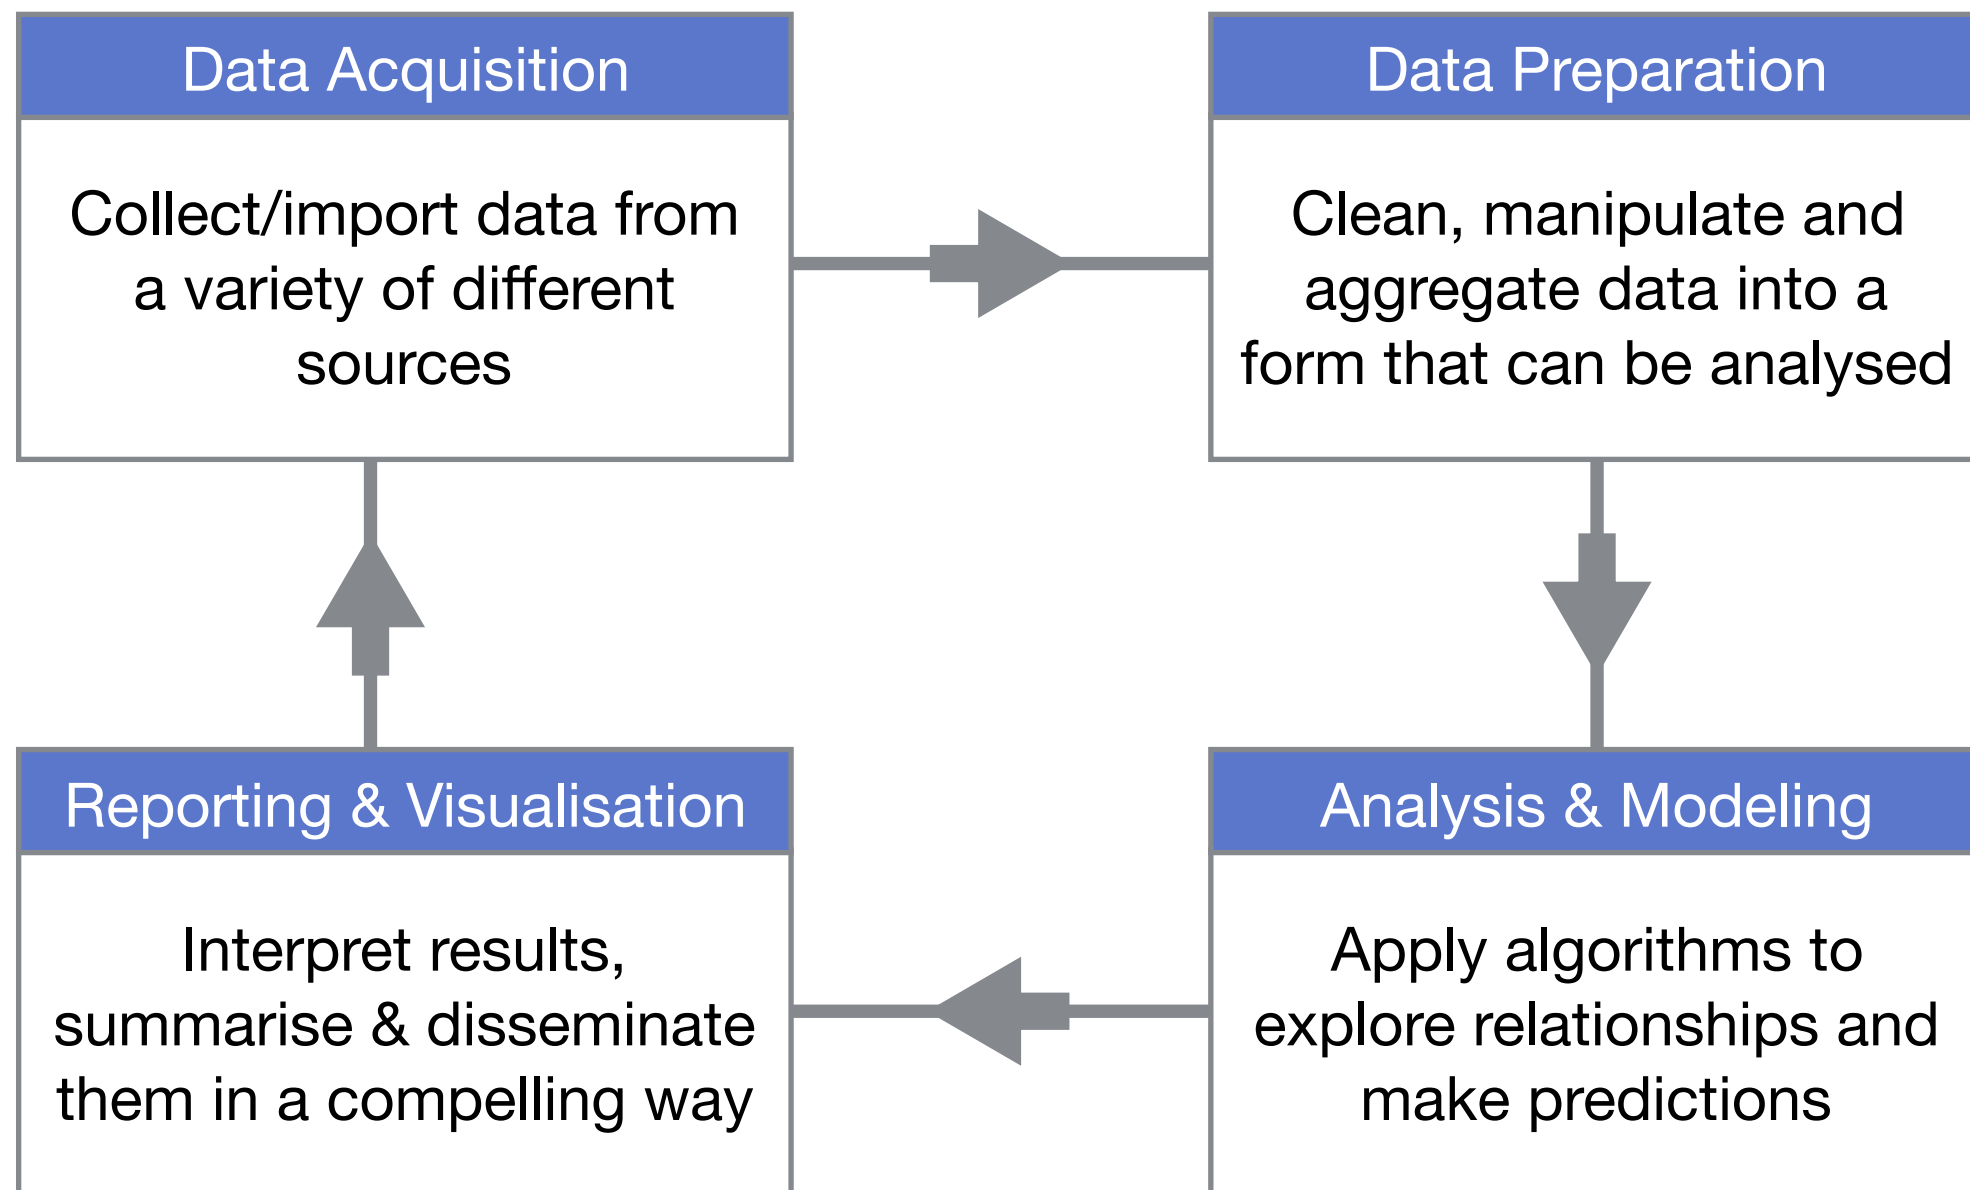 Data Acquisition
Collect/import data from
a variety of different
sources
Data Preparation
Clean, manipulate and
aggregate data into a
form that can be analysed
Analysis & Modeling
Apply algorithms to
explore relationships and
make predictions
Reporting & Visualisation
Interpret results,
summarise & disseminate
them in a compelling way